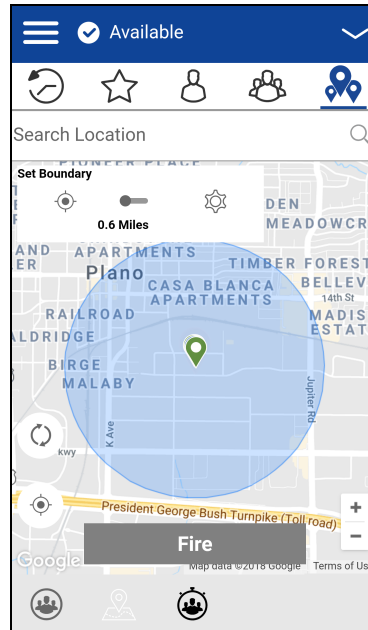 Available
Search Location
PIONEER PLACE
Set Boundary
0.6 Miles
DEN
MEADOWCR
AND
ER
APARTMENTS
Plano
TIMBER FOREST
CASA BLANCA
APARTMENTS
BELLEV
14th St
RAILROAD
MADIS
ESTAT
ALDRIDGE
BIRGE
MALABY
Jupiter Rd
K Ave
kwy
President George Bush Turnpike (Toll road)
+
−
Fire
Google
Map data ©2018 Google
Terms of Us